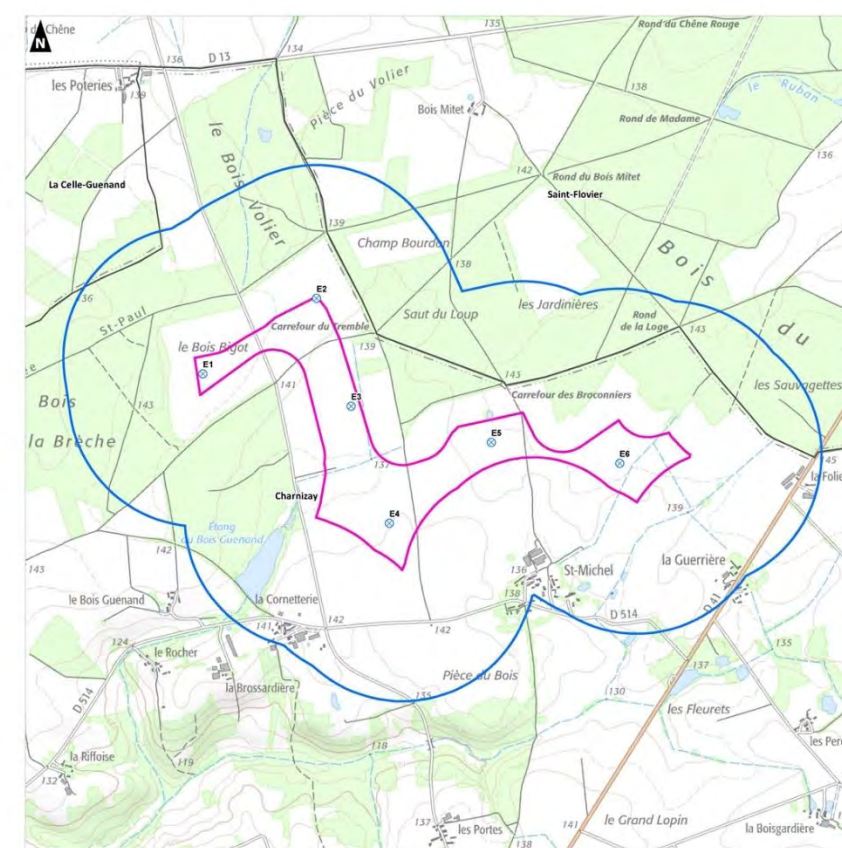 N
du Chêne
136
D 13
134
135
Rond du Chêne Rouge
les Poteries
139
Pièce du Volier
Bois Mitet
138
le Ruban
Rond de Madame
136
le Bois Volier
142
Rond du Bois Mitet
La Celle-Guenand
Saint-Flovier
139
Champ Bourdon
138
Bois
136
E2
St-Paul
Carrefour du Tremble
Saut du Loup
les Jardinières
Rond
de la Loge
143
du
le Bois Bigot
139
E1
141
143
les Sauvagettes
Bois
143
E3
Carrefour des Braconniers
la Brèche
E5
E6
145
137
la Folie
Charnizay
139
E4
Étang
du Bois Guenand
142
143
136
St-Michel
la Guerrière
le Bois Guenand
la Cornetterie
138
D 514
D 41
141
142
142
124
le Rocher
135
Pièce du Bois
137
la Brossardière
D 514
135
130
les Fleurets
118
la Riffoise
119
les Per
132
le Grand Lopin
137
les Portes
138
141
la Boisgardière